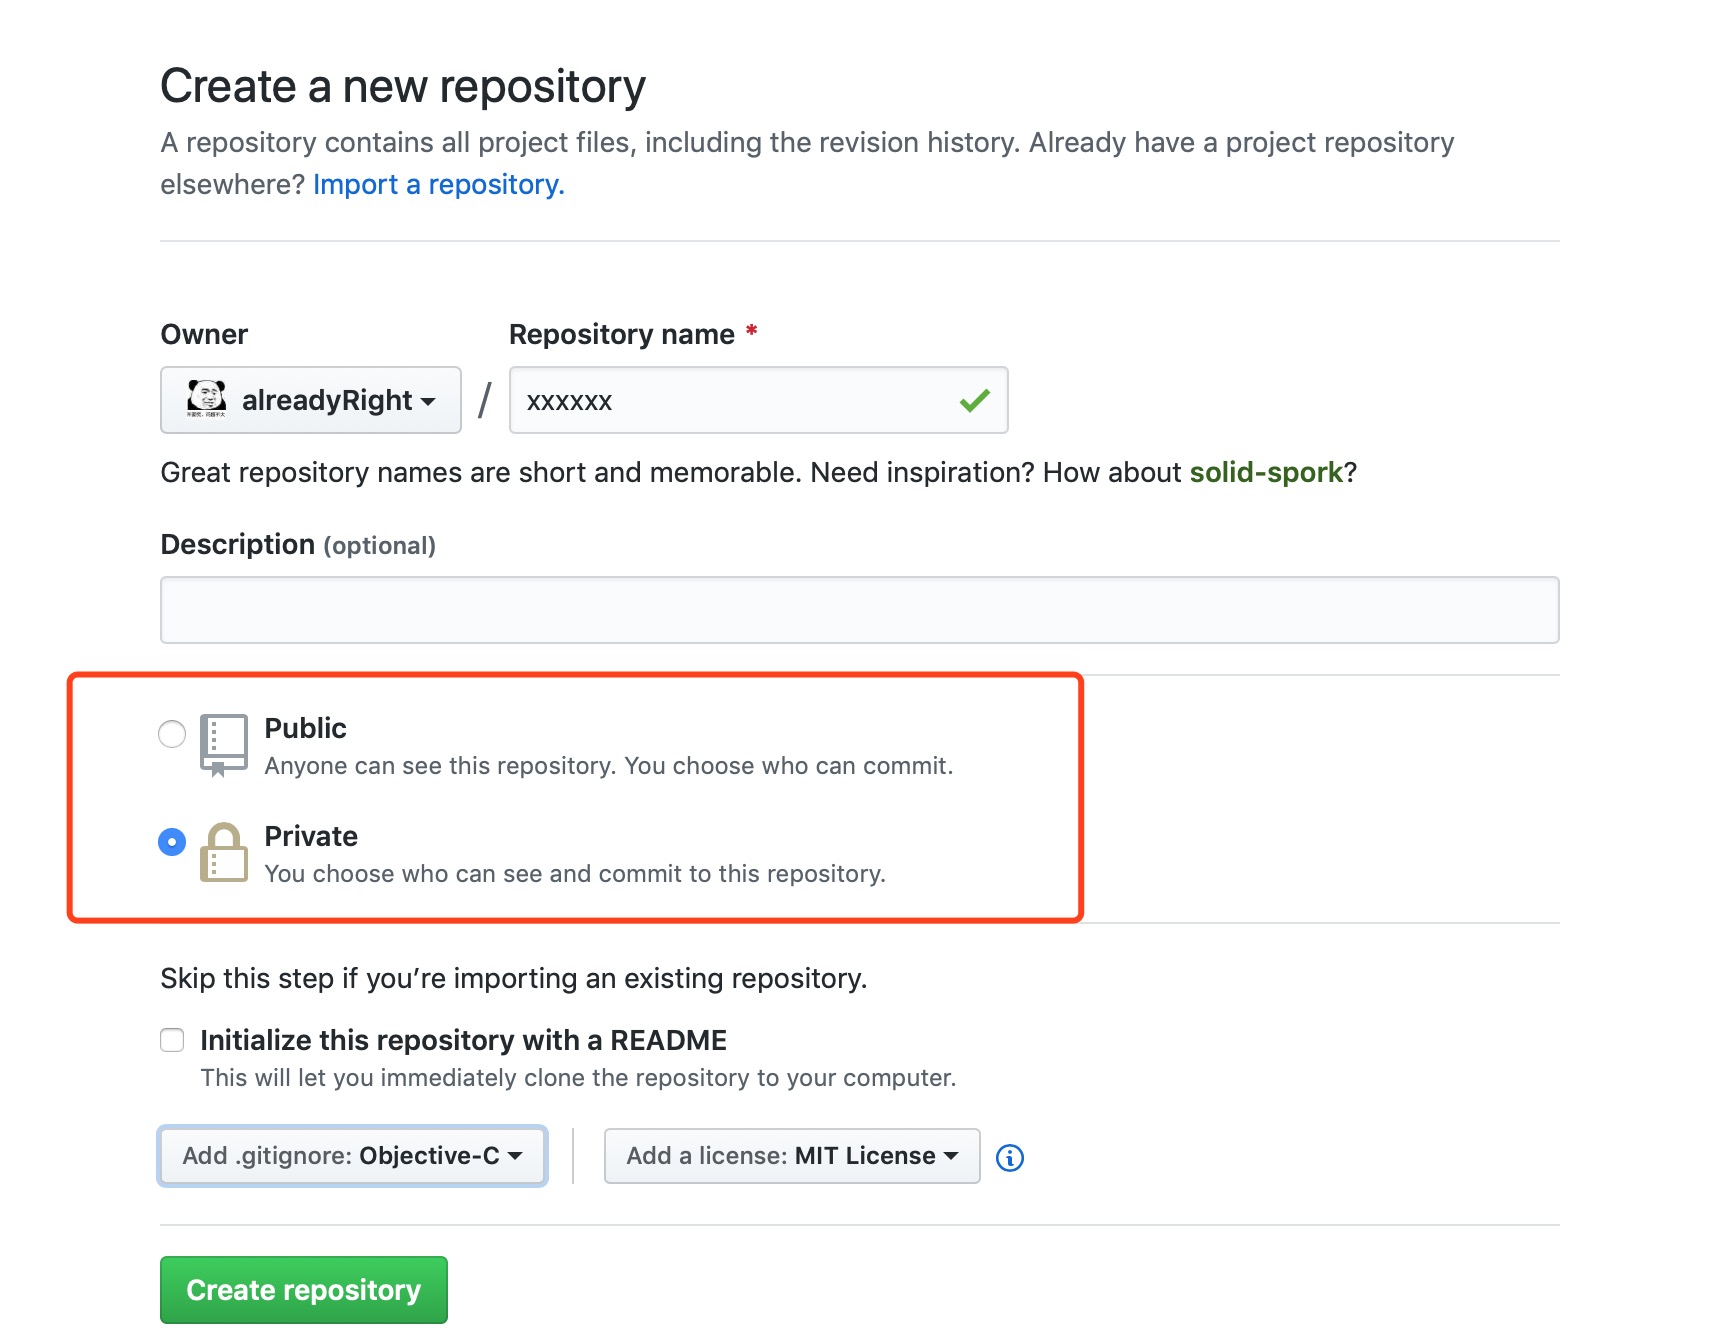 Create a new repository
A repository contains all project files, including the revision history. Already have a project repository
elsewhere? Import a repository.
Owner
Repository name *
alreadyRight
/
xxxxxx
Great repository names are short and memorable. Need inspiration? How about solid-spork?
Description (optional)
Public
Anyone can see this repository. You choose who can commit.
Private
You choose who can see and commit to this repository.
Skip this step if you’re importing an existing repository.
Initialize this repository with a README
This will let you immediately clone the repository to your computer.
Add .gitignore: Objective-C
Add a license: MIT License
Create repository